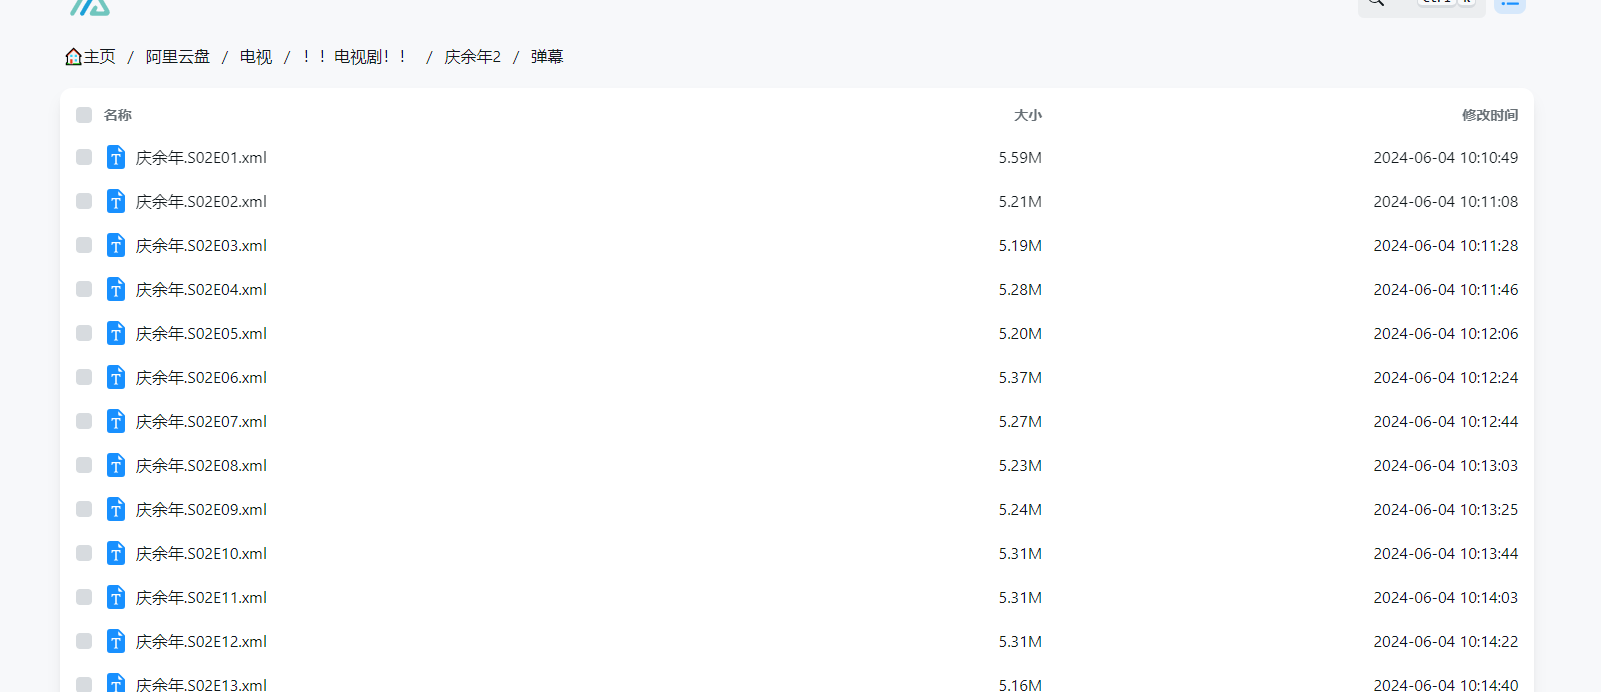 主页 / 阿里云盘 / 电视 / ！！电视剧！！ / 庆余年2 / 弹幕
名称 大小 修改时间
庆余年.S02E01.xml 5.59M 2024-06-04 10:10:49
庆余年.S02E02.xml 5.21M 2024-06-04 10:11:08
庆余年.S02E03.xml 5.19M 2024-06-04 10:11:28
庆余年.S02E04.xml 5.28M 2024-06-04 10:11:46
庆余年.S02E05.xml 5.20M 2024-06-04 10:12:06
庆余年.S02E06.xml 5.37M 2024-06-04 10:12:24
庆余年.S02E07.xml 5.27M 2024-06-04 10:12:44
庆余年.S02E08.xml 5.23M 2024-06-04 10:13:03
庆余年.S02E09.xml 5.24M 2024-06-04 10:13:25
庆余年.S02E10.xml 5.31M 2024-06-04 10:13:44
庆余年.S02E11.xml 5.31M 2024-06-04 10:14:03
庆余年.S02E12.xml 5.31M 2024-06-04 10:14:22
庆余年.S02E13.xml 5.16M 2024-06-04 10:14:40